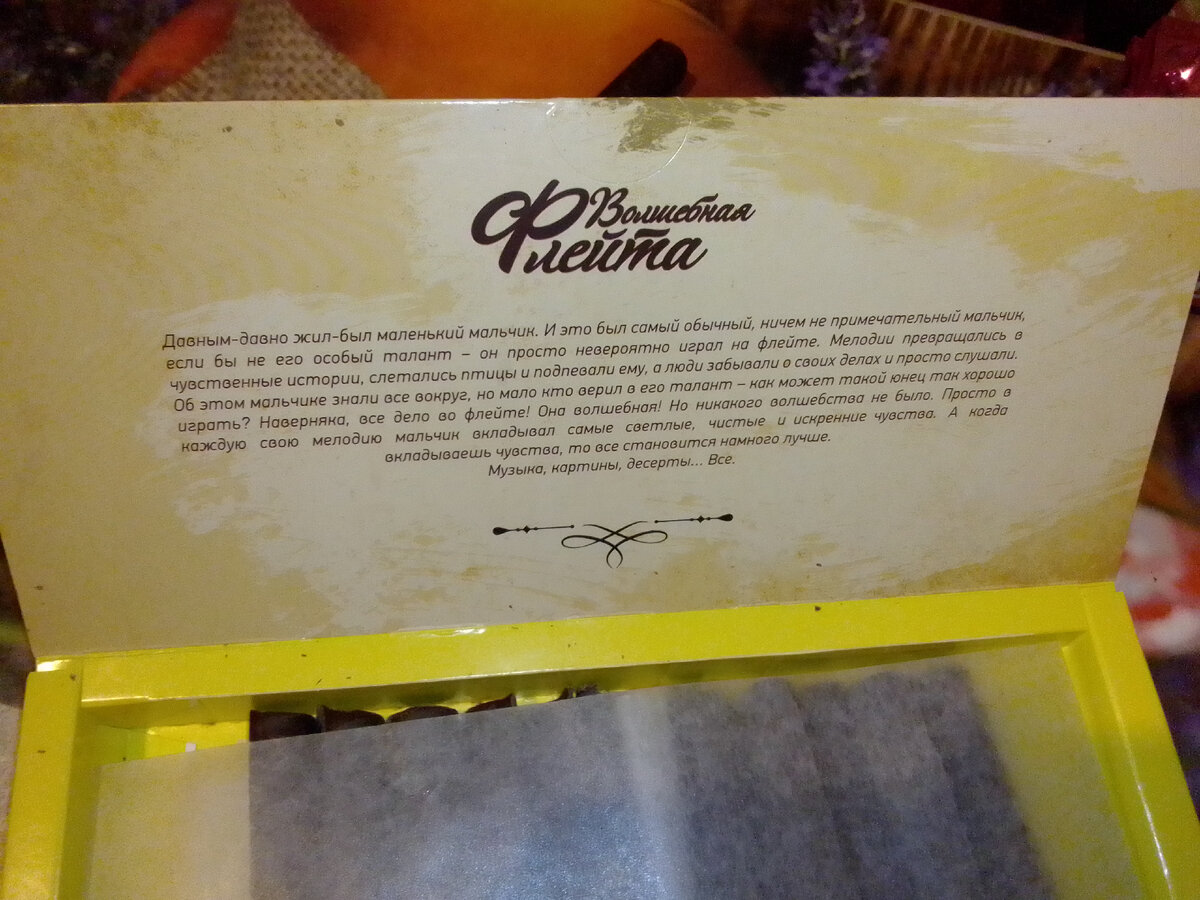 Волшебная
Флейта
Давным-давно жил-был маленький мальчик. И это был самый обычный, ничем не примечательный мальчик,
если бы не его особый талант – он просто невероятно играл на флейте. Мелодии превращались в
чувственные истории, слетались птицы и подпевали ему, а люди забывали о своих делах и просто слушали.
Об этом мальчике знали все вокруг, но мало кто верил в его талант – как может такой юнец так хорошо
играть? Наверняка, все дело во флейте! Она волшебная! Но никакого волшебства не было. Просто в
каждую свою мелодию мальчик вкладывал самые светлые, чистые и искренние чувства. А когда
вкладываешь чувства, то все становится намного лучше.
Музыка, картины, десерты... Все.